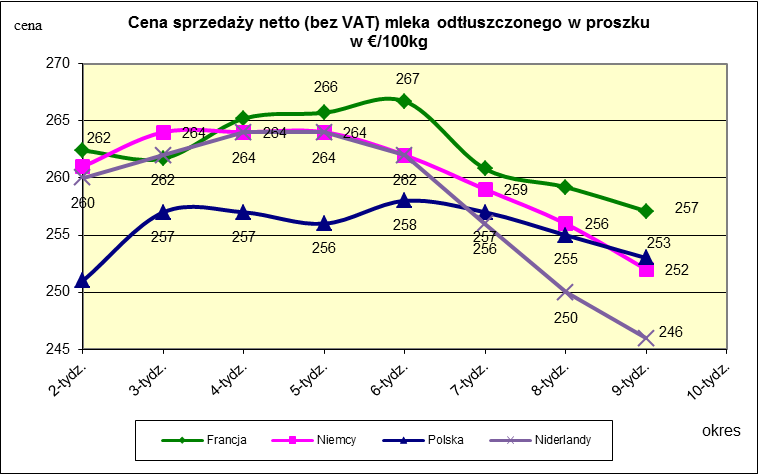 cena
Cena sprzedaży netto (bez VAT) mleka odtłuszczonego w proszku
w €/100kg
270
265
260
255
250
245
262
266
267
264
264
264
264
264
260
262
262
259
257
257
257
256
258
257
256
256
255
253
252
250
246
2-tydz.
3-tydz.
4-tydz.
5-tydz.
6-tydz.
7-tydz.
8-tydz.
9-tydz.
10-tydz.
okres
Francja
Niemcy
Polska
Niderlandy